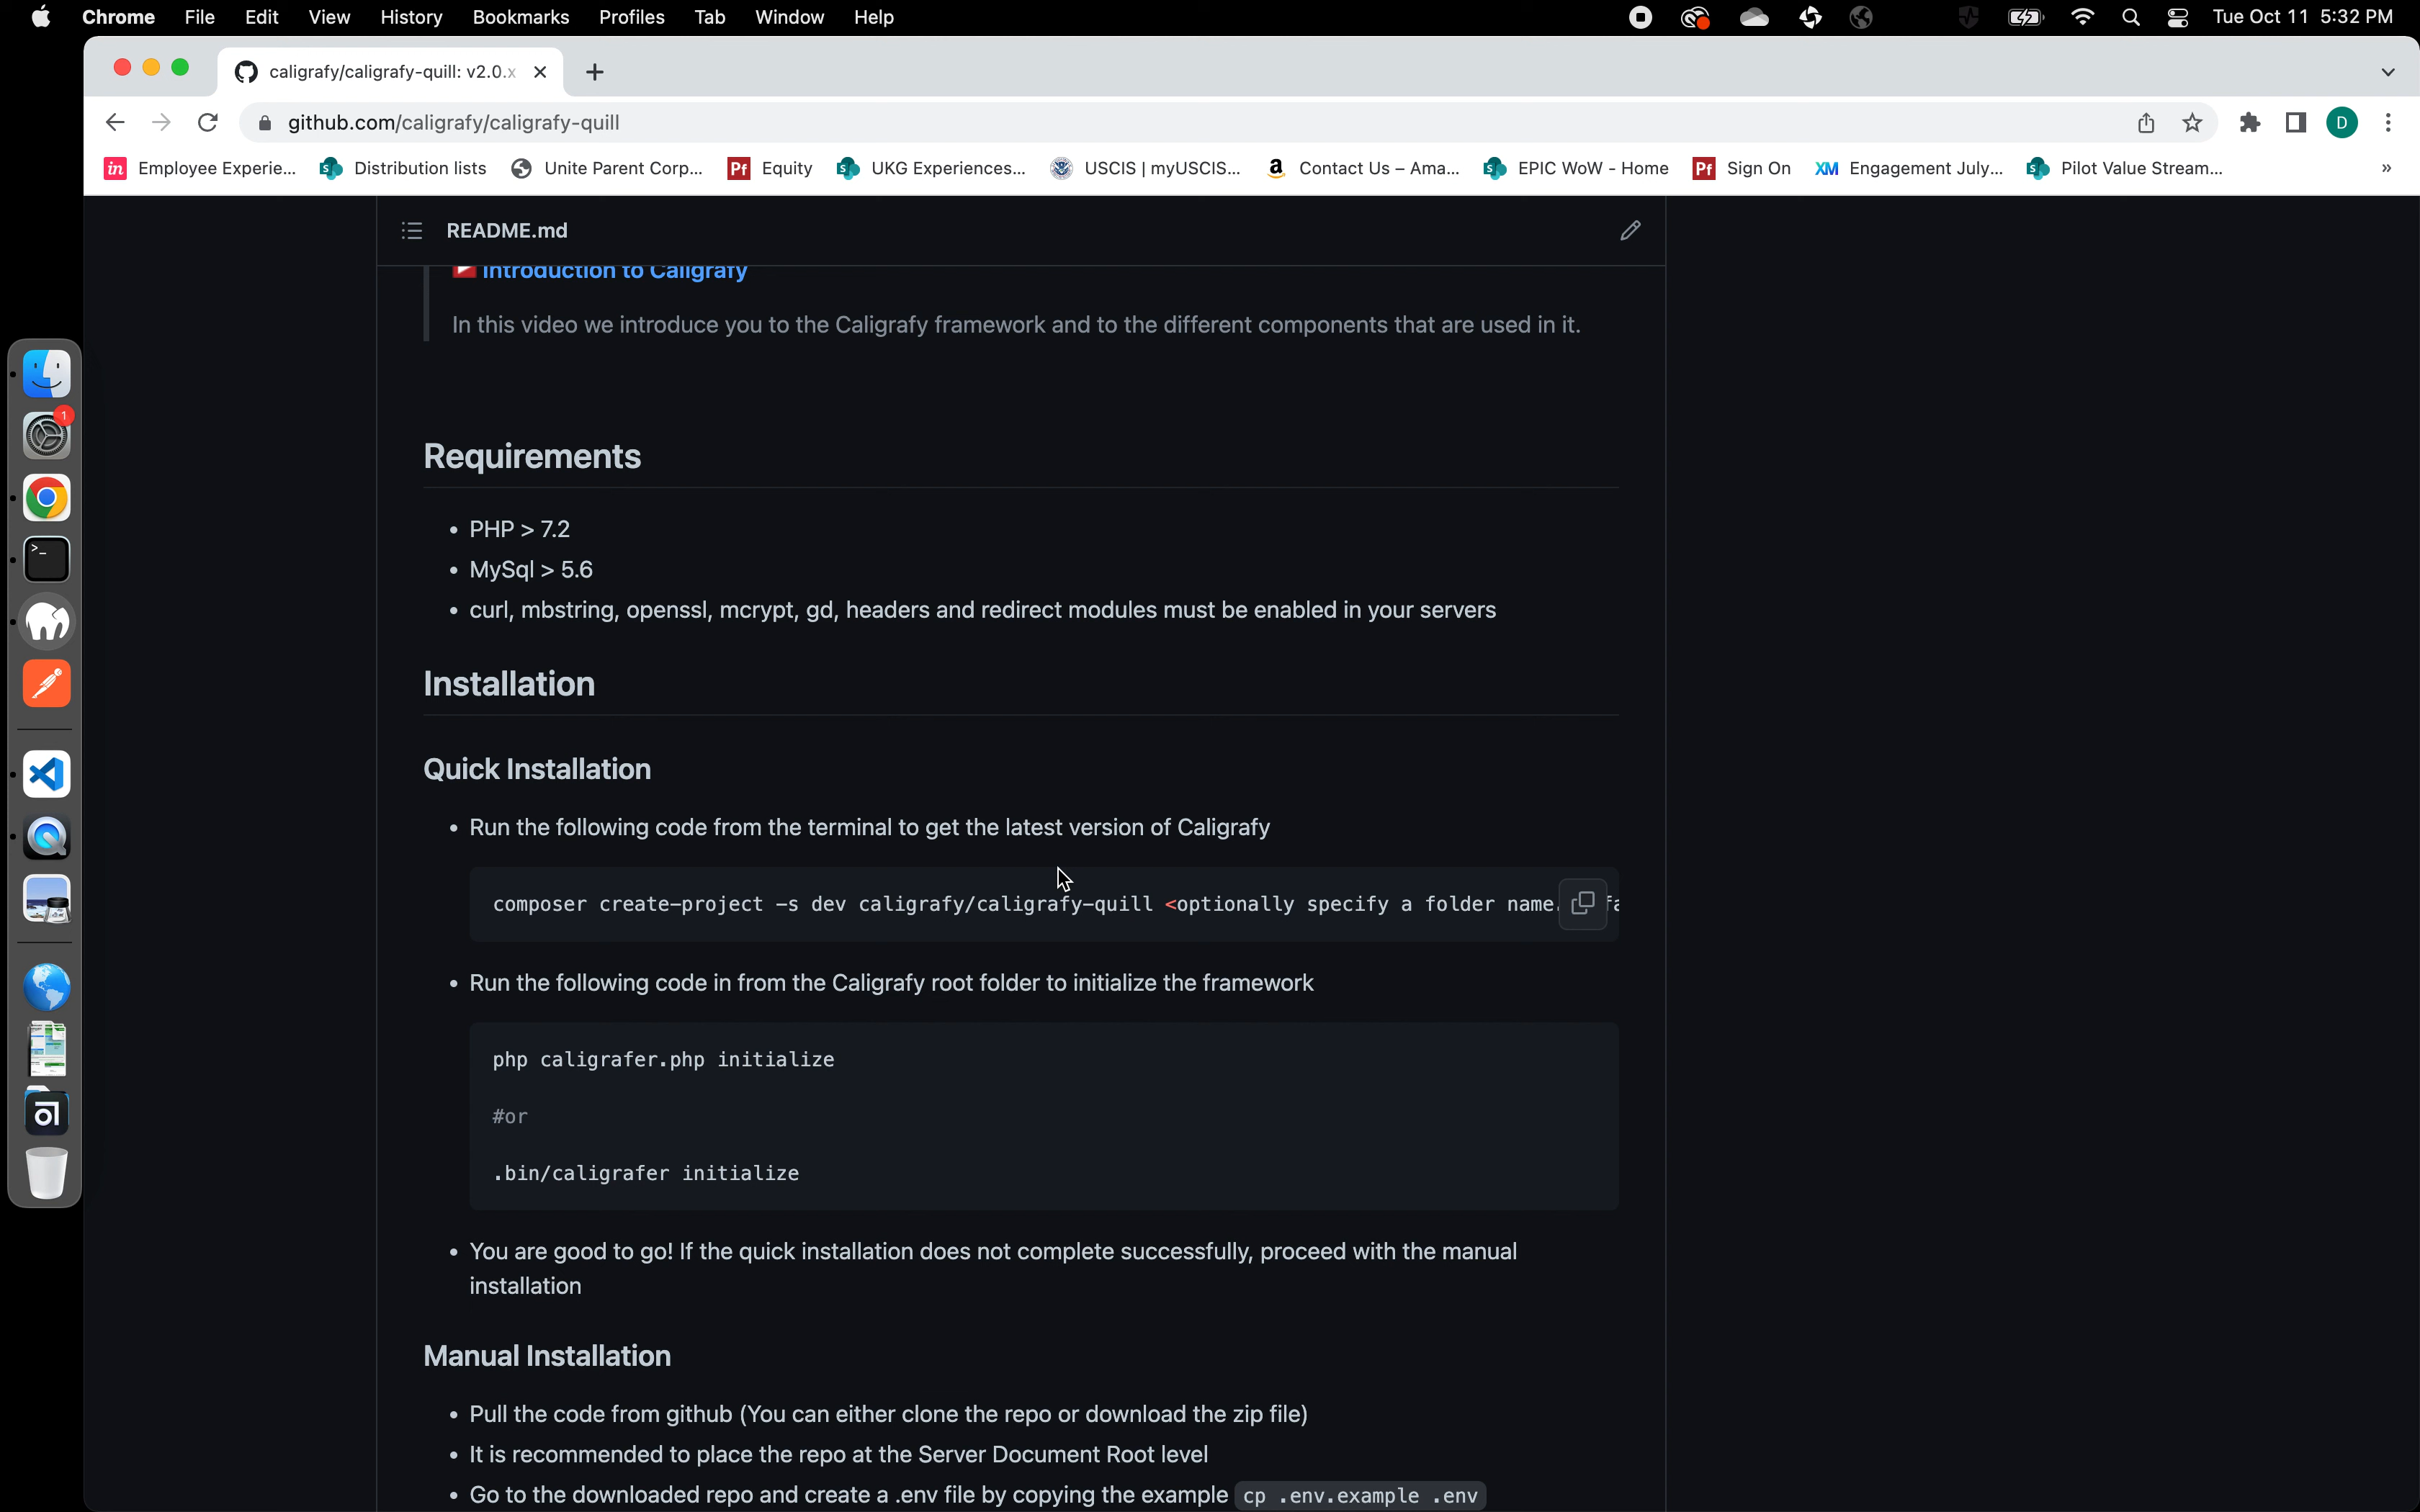 Chrome File Edit View History Bookmarks Profiles Tab Window Help Tue Oct 11 5:32 PM
caligrafy/caligrafy-quill: v2.0.x
github.com/caligrafy/caligrafy-quill D
in Employee Experie... S Distribution lists Unite Parent Corp... Pf Equity S UKG Experiences... USCIS | myUSCIS... a Contact Us – Ama... S EPIC WoW - Home Pf Sign On XM Engagement July... S Pilot Value Stream... »
README.md
Introduction to Caligrafy
In this video we introduce you to the Caligrafy framework and to the different components that are used in it.
1
Requirements
• PHP > 7.2
• MySql > 5.6
• curl, mbstring, openssl, mcrypt, gd, headers and redirect modules must be enabled in your servers
Installation
Quick Installation
• Run the following code from the terminal to get the latest version of Caligrafy
composer create-project -s dev caligrafy/caligrafy-quill <optionally specify a folder name.
• Run the following code in from the Caligrafy root folder to initialize the framework
php caligrafer.php initialize
#or
.bin/caligrafer initialize
• You are good to go! If the quick installation does not complete successfully, proceed with the manual
installation
Manual Installation
• Pull the code from github (You can either clone the repo or download the zip file)
• It is recommended to place the repo at the Server Document Root level
• Go to the downloaded repo and create a .env file by copying the example cp .env.example .env